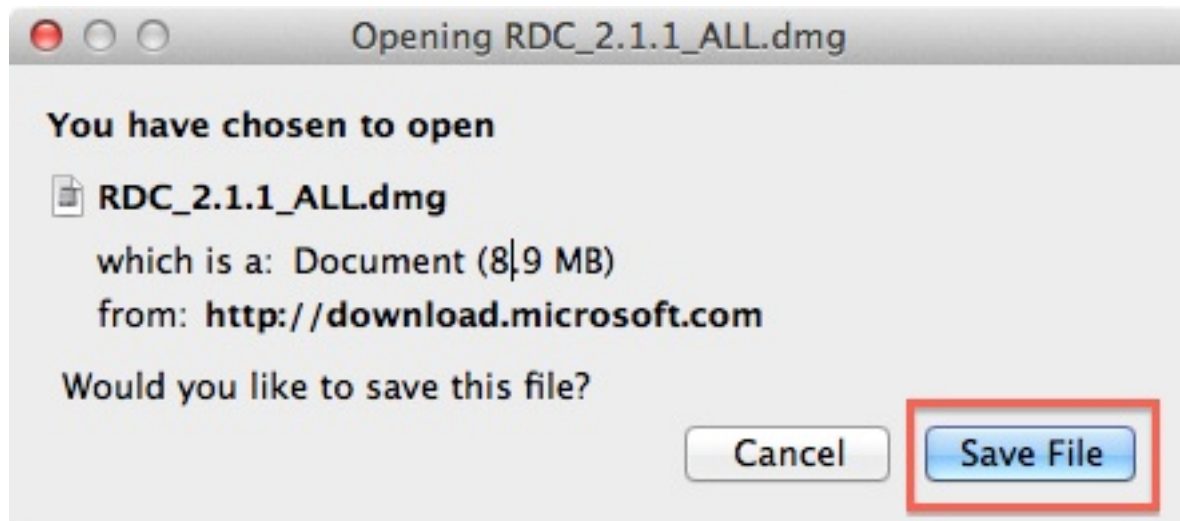 Opening RDC_2.1.1_ALL.dmg
You have chosen to open
RDC_2.1.1_ALL.dmg
which is a: Document (8.9 MB)
from: http://download.microsoft.com
Would you like to save this file?
Cancel
Save File